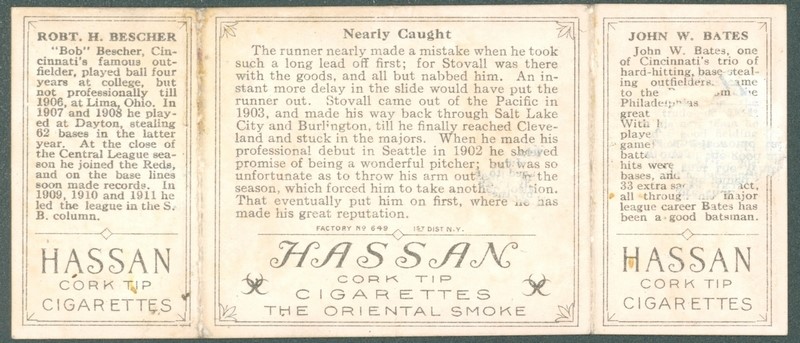 ROBT. H. BESCHER
"Bob" Bescher, Cin-
cinnati's famous out-
fielder, played ball four
years at college, but
not professionally till
1906, at Lima, Ohio. In
1907 and 1908 he play-
ed at Dayton, stealing
62 bases in the latter
year. At the close of
the Central League sea-
son he joined the Reds,
and on the base lines
soon made records. In
1909, 1910 and 1911 he
led the league in the S.
B. column.
HASSAN
CORK TIP
CIGARETTES
Nearly Caught
The runner nearly made a mistake when he took
such a long lead off first; for Stovall was there
with the goods, and all but nabbed him. An in-
stant more delay in the slide would have put the
runner out. Stovall came out of the Pacific in
1903, and made his way back through Salt Lake
City and Burlington, till he finally reached Cleve-
land and stuck in the majors. When he made his
professional debut in Seattle in 1902 he showed
promise of being a wonderful pitcher; but was so
unfortunate as to throw his arm out
the season, which forced him to take
That eventually put him on first, where he has
made his great reputation.
FACTORY No 649 1ST DIST. N.Y.
HASSAN
CORK TIP
CIGARETTES
THE ORIENTAL SMOKE
JOHN W. BATES
John W. Bates, one
of Cincinnati's trio of
hard-hitting, base-steal-
ing outfielders, came
to the
Philadelphias
great
With
hits were
bases, and
33 extra
all through major
league career Bates has
been a good batsman.
HASSAN
CORK TIP
CIGARETTES